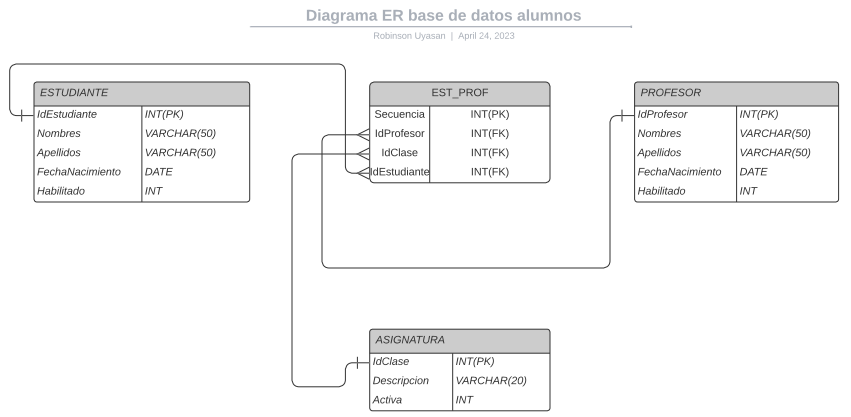 Diagrama ER base de datos alumnos
Robinson Uyasan | April 24, 2023
ESTUDIANTE
IdEstudiante INT(PK)
Nombres VARCHAR(50)
Apellidos VARCHAR(50)
FechaNacimiento DATE
Habilitado INT
EST_PROF
Secuencia INT(PK)
IdProfesor INT(FK)
IdClase INT(FK)
IdEstudiante INT(FK)
PROFESOR
IdProfesor INT(PK)
Nombres VARCHAR(50)
Apellidos VARCHAR(50)
FechaNacimiento DATE
Habilitado INT
ASIGNATURA
IdClase INT(PK)
Descripcion VARCHAR(20)
Activa INT